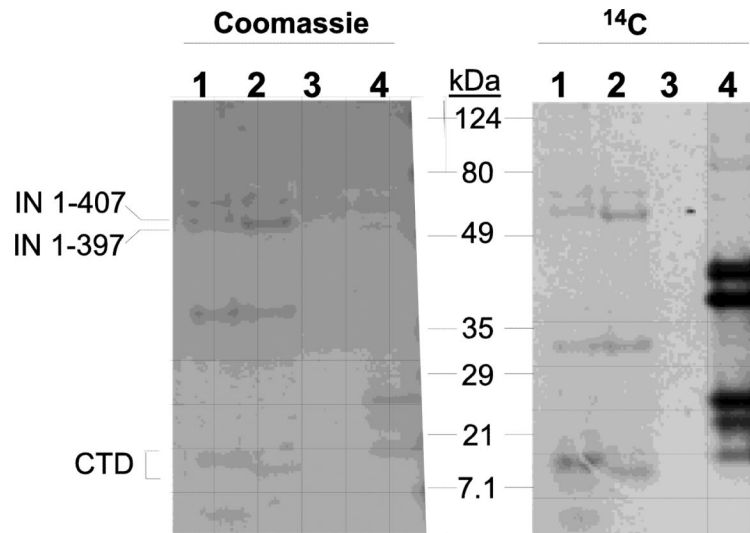 Coomassie ¹⁴C
1 2 3 4 kDa 1 2 3 4
124
80
IN 1-407
IN 1-397
49
35
29
21
CTD
7.1